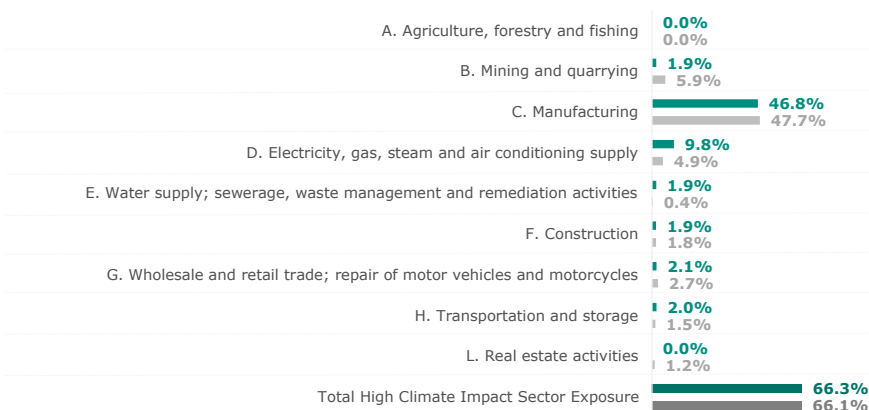 A. Agriculture, forestry and fishing
0.0%
0.0%
B. Mining and quarrying
1.9%
5.9%
C. Manufacturing
46.8%
47.7%
D. Electricity, gas, steam and air conditioning supply
9.8%
4.9%
E. Water supply; sewerage, waste management and remediation activities
1.9%
0.4%
F. Construction
1.9%
1.8%
G. Wholesale and retail trade; repair of motor vehicles and motorcycles
2.1%
2.7%
H. Transportation and storage
2.0%
1.5%
L. Real estate activities
0.0%
1.2%
Total High Climate Impact Sector Exposure
66.3%
66.1%